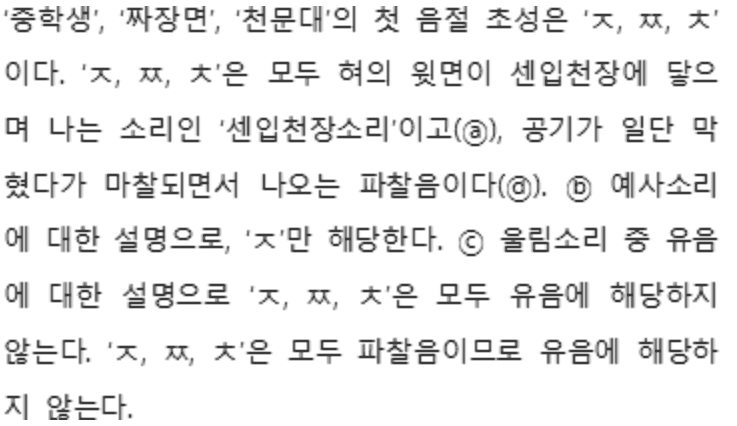 '중학생', '짜장면', '천문대'의 첫 음절 초성은 'ㅈ, ㅉ, ㅊ'
이다. 'ㅈ, ㅉ, ㅊ'은 모두 혀의 윗면이 센입천장에 닿으
며 나는 소리인 '센입천장소리'이고(ⓐ), 공기가 일단 막
혔다가 마찰되면서 나오는 파찰음이다(ⓓ). ⓑ 예사소리
에 대한 설명으로, 'ㅈ'만 해당한다. ⓒ 울림소리 중 유음
에 대한 설명으로 'ㅈ, ㅉ, ㅊ'은 모두 유음에 해당하지
않는다. 'ㅈ, ㅉ, ㅊ'은 모두 파찰음이므로 유음에 해당하
지 않는다.